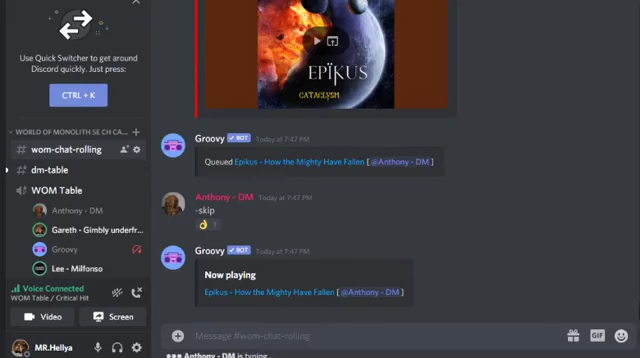 Use Quick Switcher to get around
Discord quickly. Just press:
CTRL + K
WORLD OF MONOLITH SE CH CA...
# wom-chat-rolling
# dm-table
WOM Table
Anthony - DM
Gareth - Gimbly underfr...
Groovy
Lee - Milfonso
Voice Connected
WOM Table / Critical Hit
Video
Screen
MR.Hellya
EPÏKUS
CATACLYSM
Groovy BOT Today at 7:47 PM
Queued Epikus - How the Mighty Have Fallen [@Anthony - DM]
Anthony - DM Today at 7:47 PM
-skip
1
Groovy BOT Today at 7:47 PM
Now playing
Epikus - How the Mighty Have Fallen [@Anthony - DM]
Message #wom-chat-rolling
GIF
Anthony - DM is typing...